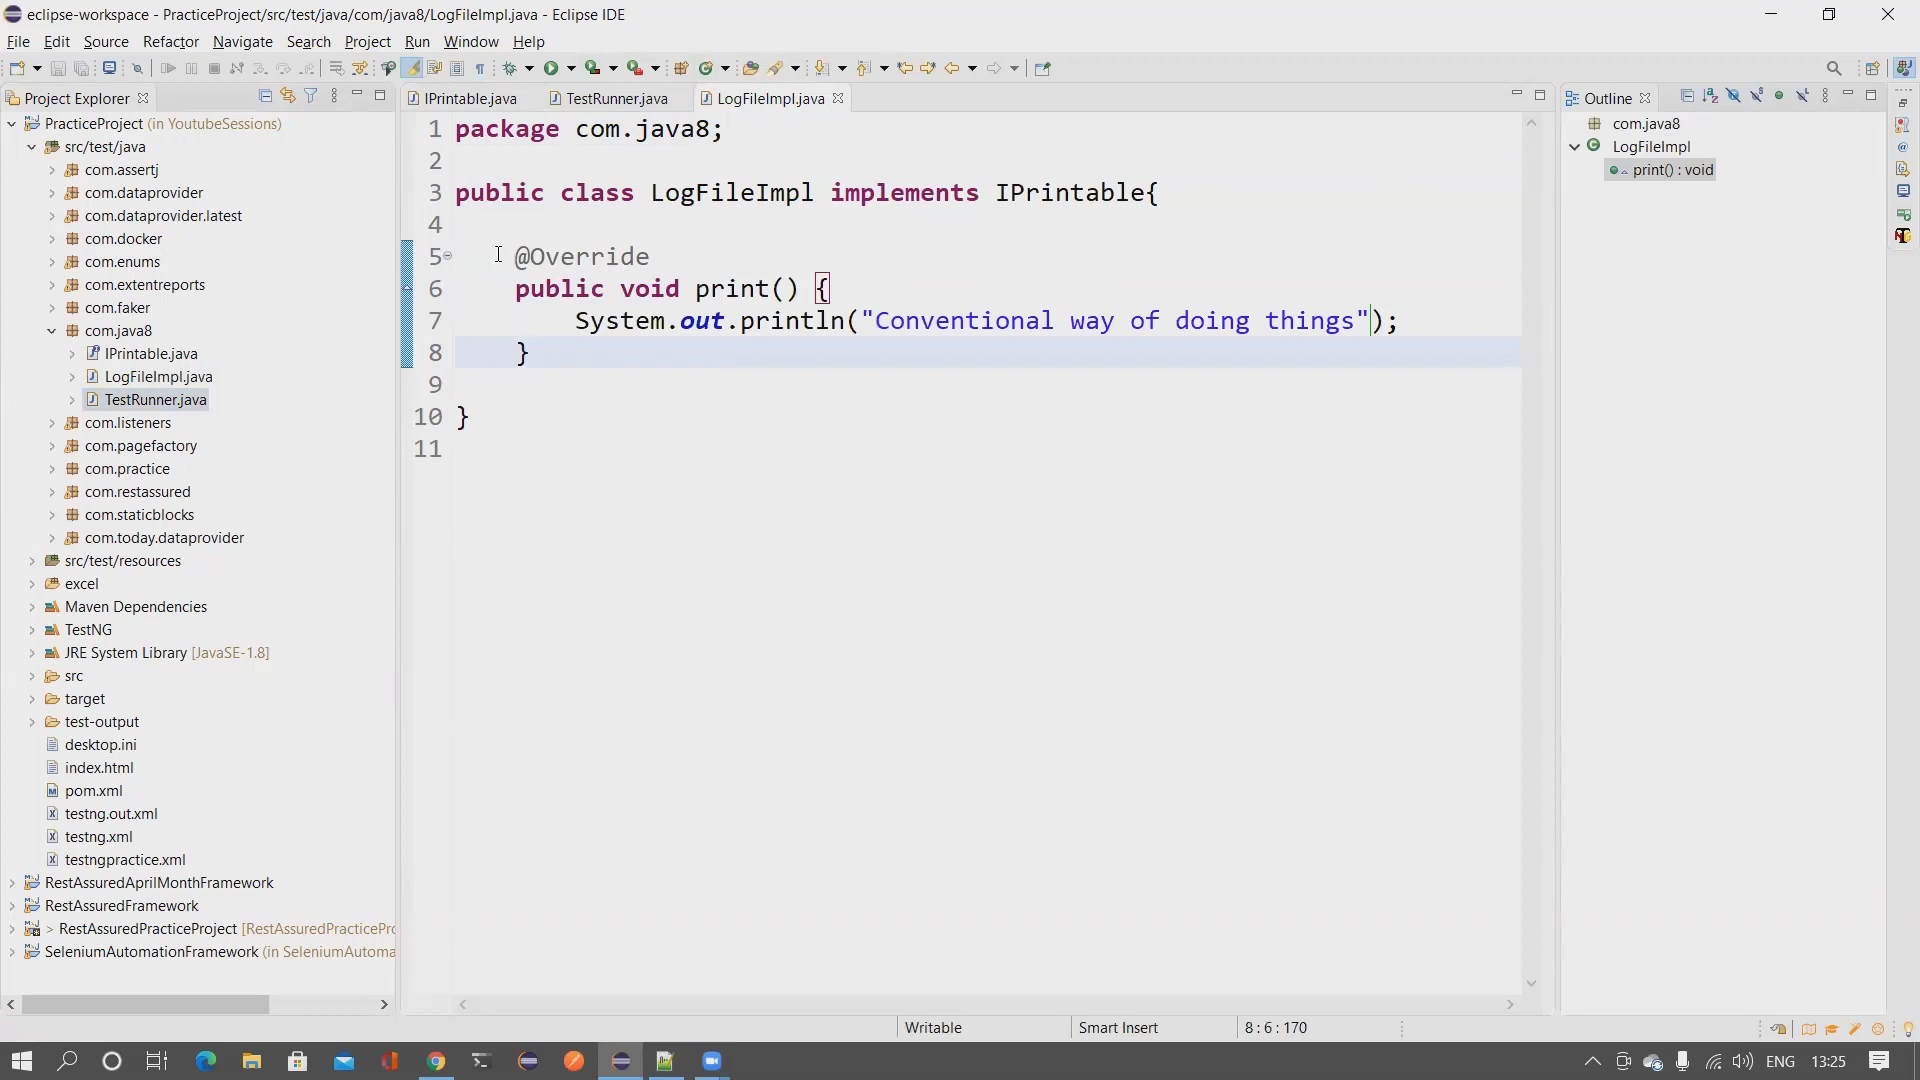 eclipse-workspace - PracticeProject/src/test/java/com/java8/LogFileImpl.java - Eclipse IDE
File Edit Source Refactor Navigate Search Project Run Window Help
Project Explorer
IPrintable.java TestRunner.java LogFileImpl.java
Outline
PracticeProject (in YoutubeSessions)
src/test/java
com.assertj
com.dataprovider
com.dataprovider.latest
com.docker
com.enums
com.extentreports
com.faker
com.java8
IPrintable.java
LogFileImpl.java
TestRunner.java
com.listeners
com.pagefactory
com.practice
com.restassured
com.staticblocks
com.today.dataprovider
src/test/resources
excel
Maven Dependencies
TestNG
JRE System Library [JavaSE-1.8]
src
target
test-output
desktop.ini
index.html
pom.xml
testng.out.xml
testng.xml
testngpractice.xml
RestAssuredAprilMonthFramework
RestAssuredFramework
> RestAssuredPracticeProject [RestAssuredPracticePro
SeleniumAutomationFramework (in SeleniumAutoma
1 package com.java8;
2
3 public class LogFileImpl implements IPrintable{
4
5 @Override
6 public void print() {
7 System.out.println("Conventional way of doing things");
8 }
9
10 }
11
com.java8
LogFileImpl
print() : void
Writable Smart Insert 8 : 6 : 170
ENG 13:25